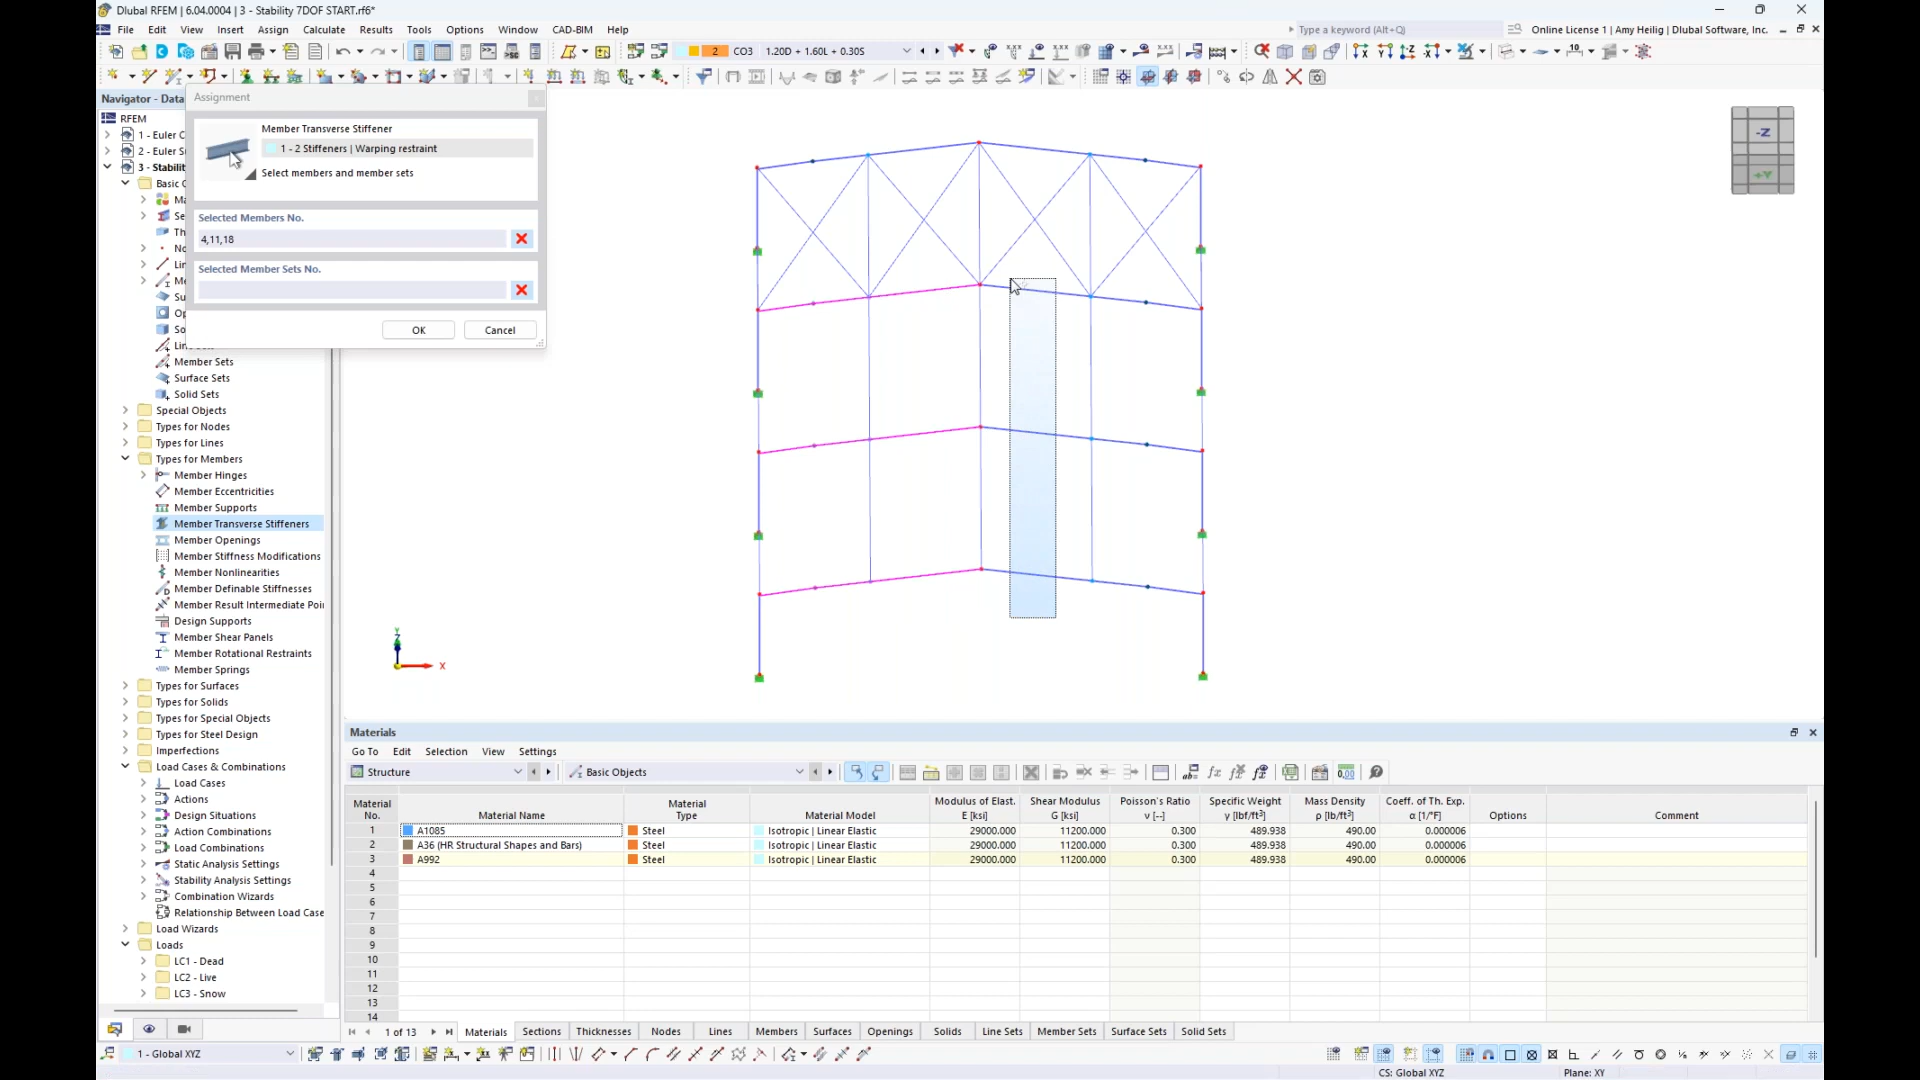 Dlubal RFEM | 6.04.0004 | 3 - Stability 7DOF START.rf6*
File Edit View Insert Assign Calculate Results Tools Options Window CAD-BIM Help
Type a keyword (Alt+Q)
Online License 1 | Amy Heilig | Dlubal Software, Inc.
2 CO3 1.20D + 1.60L + 0.30S
Navigator - Data
Assignment
RFEM
1 - Euler
2 - Euler
3 - Stabilit
Basic
Member Transverse Stiffener
1 - 2 Stiffeners | Warping restraint
Select members and member sets
Selected Members No.
4,11,18
Selected Member Sets No.
OK Cancel
Member Sets
Surface Sets
Solid Sets
Special Objects
Types for Nodes
Types for Lines
Types for Members
Member Hinges
Member Eccentricities
Member Supports
Member Transverse Stiffeners
Member Openings
Member Stiffness Modifications
Member Nonlinearities
Member Definable Stiffnesses
Member Result Intermediate Poi
Design Supports
Member Shear Panels
Member Rotational Restraints
Member Springs
Types for Surfaces
Types for Solids
Types for Special Objects
Types for Steel Design
Imperfections
Load Cases & Combinations
Load Cases
Actions
Design Situations
Action Combinations
Load Combinations
Static Analysis Settings
Stability Analysis Settings
Combination Wizards
Relationship Between Load Case
Load Wizards
Loads
LC1 - Dead
LC2 - Live
LC3 - Snow
1 - Global XYZ
-Z
+Y
Z
X
Materials
Go To Edit Selection View Settings
Structure Basic Objects
Material No. Material Name Material Type Material Model Modulus of Elast. E [ksi] Shear Modulus G [ksi] Poisson's Ratio ν [--] Specific Weight γ [lbf/ft³] Mass Density ρ [lb/ft³] Coeff. of Th. Exp. α [1/°F] Options Comment
1 A1085 Steel Isotropic | Linear Elastic 29000.000 11200.000 0.300 489.938 490.00 0.000006
2 A36 (HR Structural Shapes and Bars) Steel Isotropic | Linear Elastic 29000.000 11200.000 0.300 489.938 490.00 0.000006
3 A992 Steel Isotropic | Linear Elastic 29000.000 11200.000 0.300 489.938 490.00 0.000006
4
5
6
7
8
9
10
11
12
13
14
1 of 13 Materials Sections Thicknesses Nodes Lines Members Surfaces Openings Solids Line Sets Member Sets Surface Sets Solid Sets
CS: Global XYZ Plane: XY